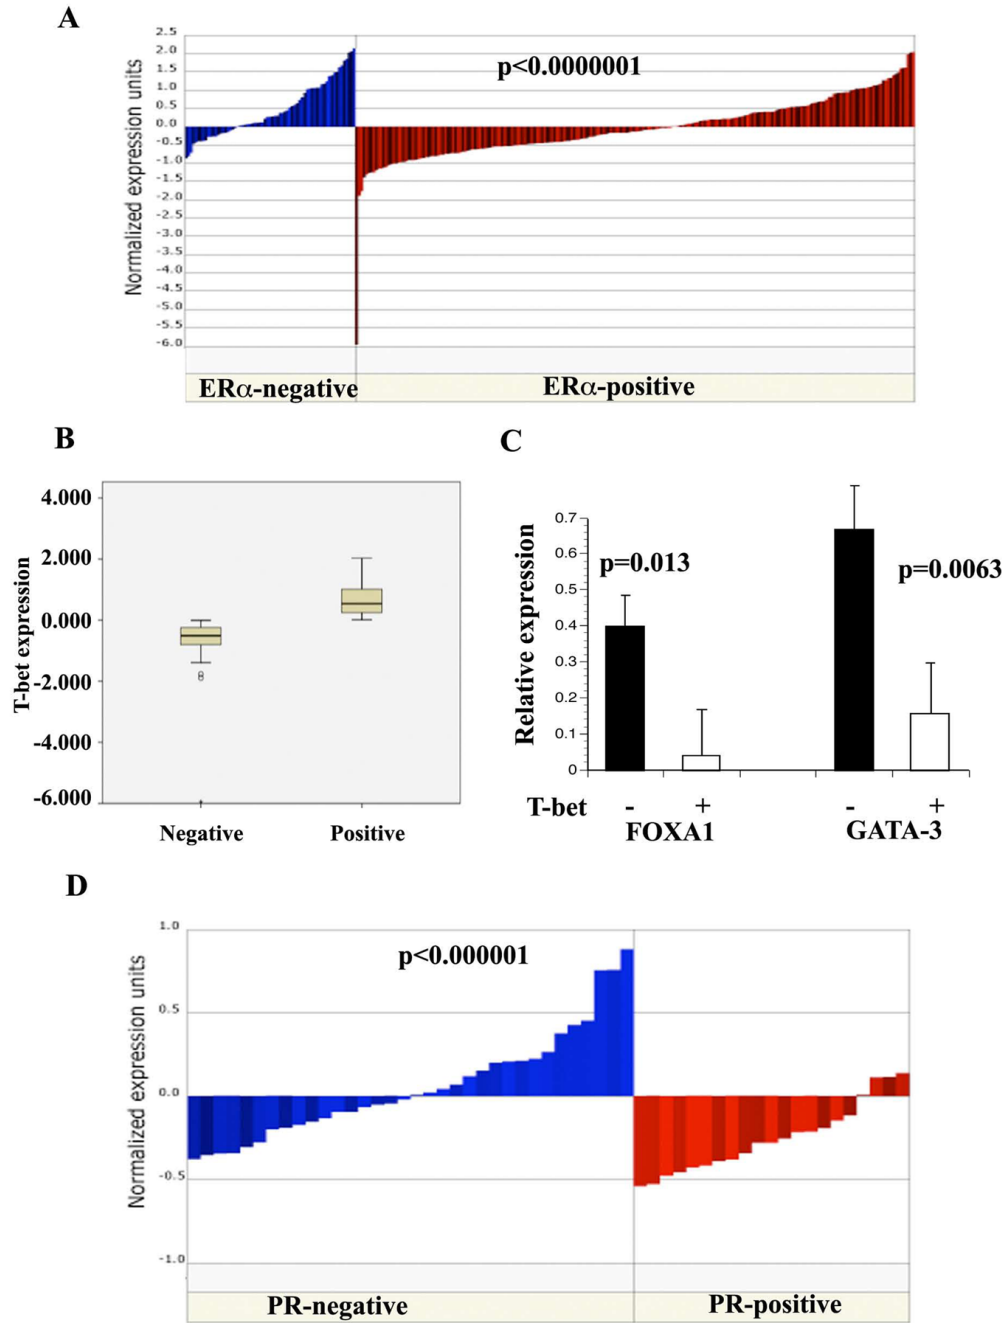 A
Normalized expression units
2.5
2.0
1.5
1.0
0.5
0.0
-0.5
-1.0
-1.5
-2.0
-2.5
-3.0
-3.5
-4.0
-4.5
-5.0
-5.5
-6.0
p<0.0000001
ERα-negative
ERα-positive
B
T-bet expression
4.000
2.000
0.000
-2.000
-4.000
-6.000
Negative
Positive
C
Relative expression
0.7
0.6
0.5
0.4
0.3
0.2
0.1
0
p=0.013
p=0.0063
T-bet - + - +
FOXA1 GATA-3
D
Normalized expression units
1.0
0.5
0.0
-0.5
-1.0
p<0.000001
PR-negative
PR-positive